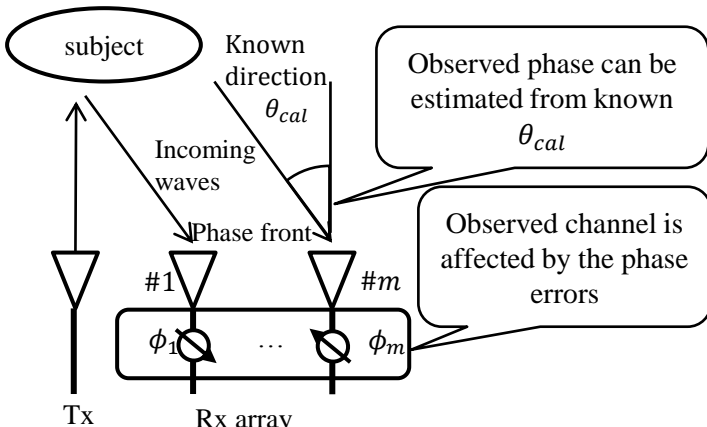 subject
Known
direction
θ_cal
Observed phase can be
estimated from known
θ_cal
Incoming
waves
Phase front
Observed channel is
affected by the phase
errors
#1
#m
ϕ_1
…
ϕ_m
Tx
Rx array